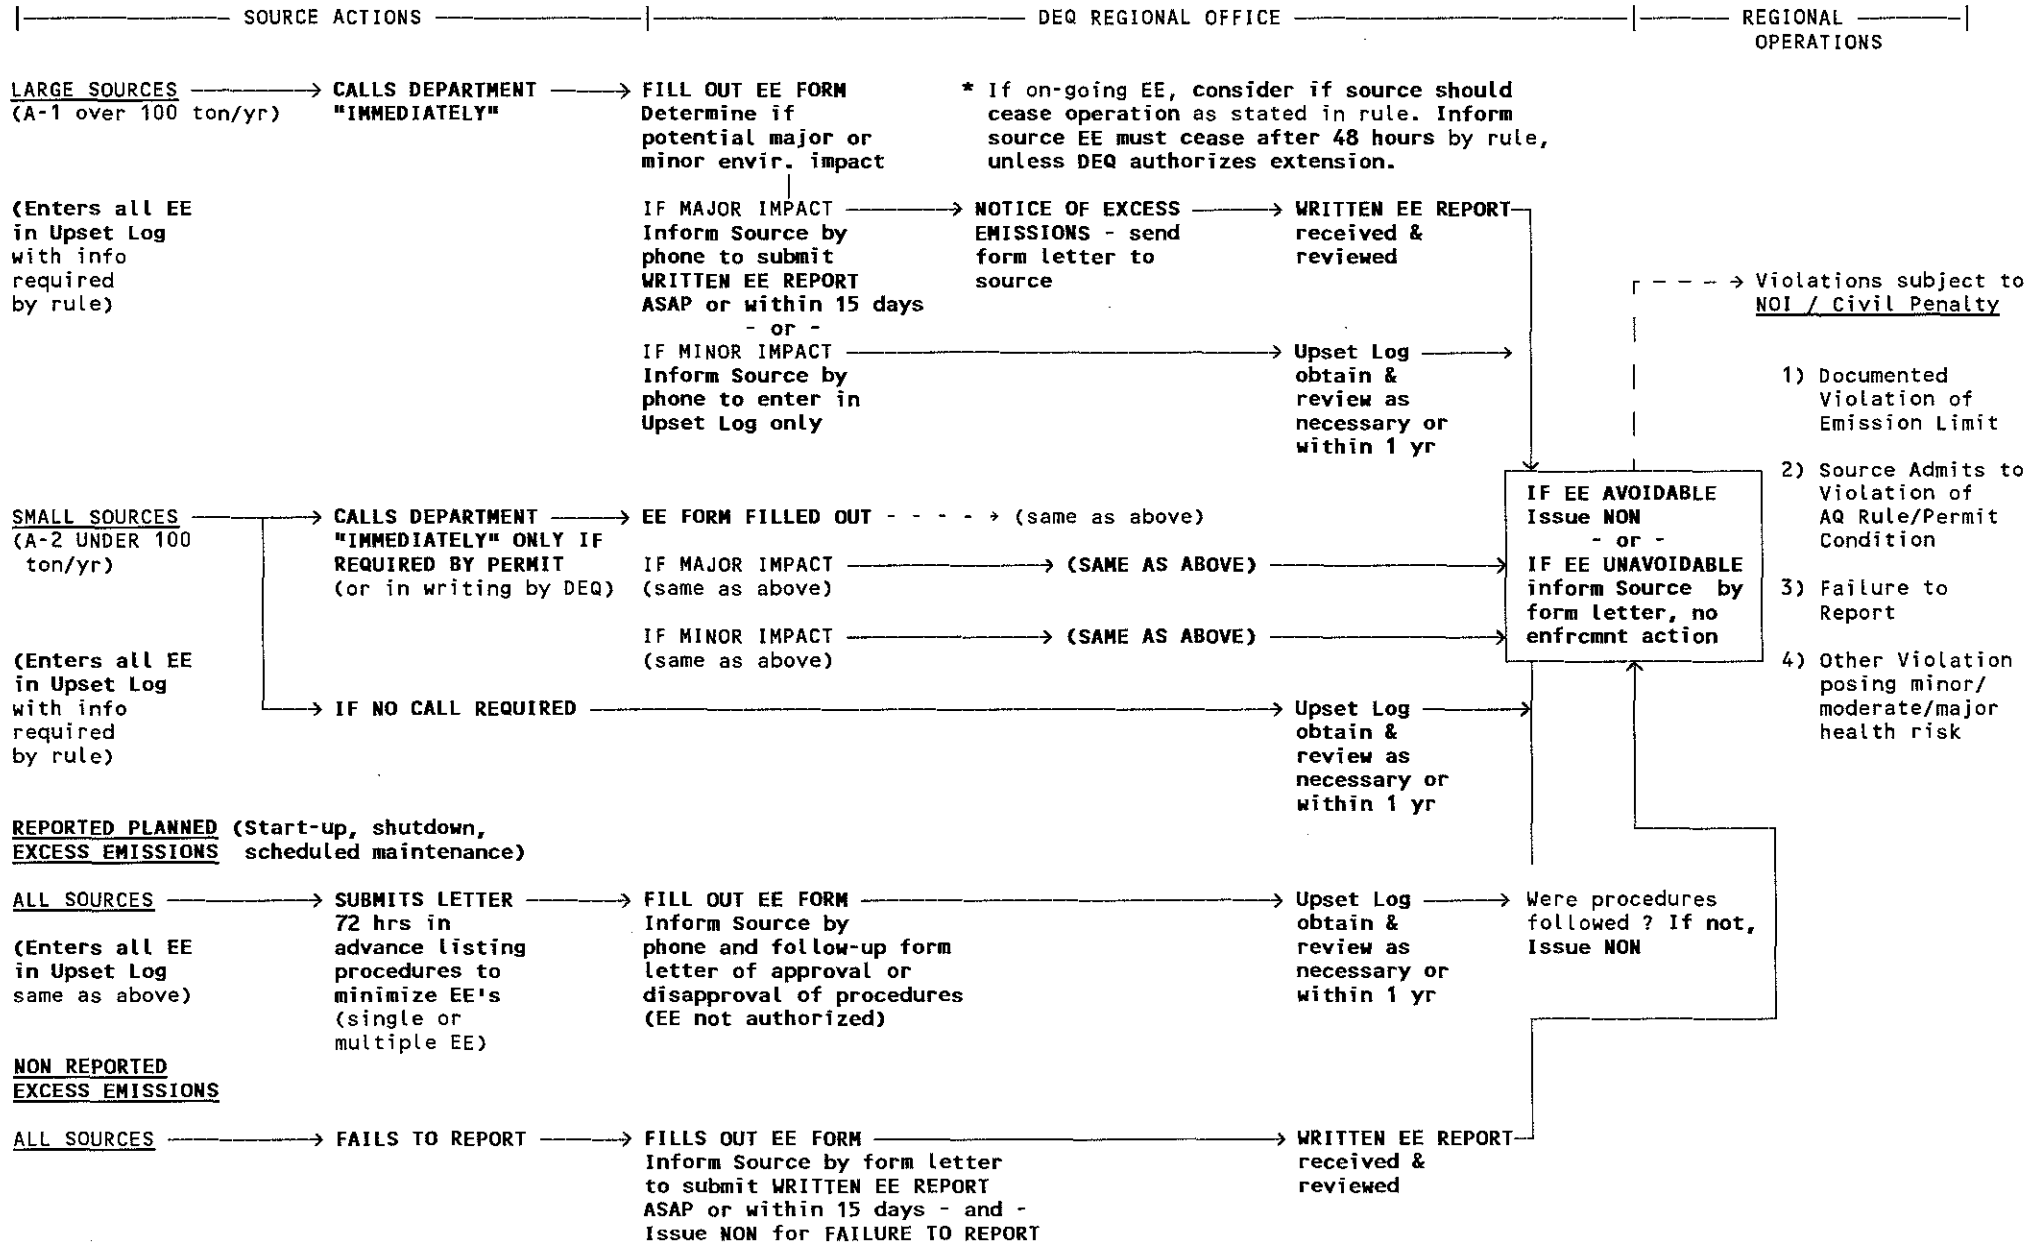 SOURCE ACTIONS
DEQ REGIONAL OFFICE
REGIONAL
OPERATIONS
LARGE SOURCES
(A-1 over 100 ton/yr)
CALLS DEPARTMENT
"IMMEDIATELY"
FILL OUT EE FORM
Determine if
potential major or
minor envir. impact
* If on-going EE, consider if source should
cease operation as stated in rule. Inform
source EE must cease after 48 hours by rule,
unless DEQ authorizes extension.
(Enters all EE
in Upset Log
with info
required
by rule)
IF MAJOR IMPACT
Inform Source by
phone to submit
WRITTEN EE REPORT
ASAP or within 15 days
- or -
IF MINOR IMPACT
Inform Source by
phone to enter in
Upset Log only
NOTICE OF EXCESS
EMISSIONS - send
form letter to
source
WRITTEN EE REPORT
received &
reviewed
Upset Log
obtain &
review as
necessary or
within 1 yr
Violations subject to
NOI / Civil Penalty
1) Documented
Violation of
Emission Limit
2) Source Admits to
Violation of
AQ Rule/Permit
Condition
3) Failure to
Report
4) Other Violation
posing minor/
moderate/major
health risk
SMALL SOURCES
(A-2 UNDER 100
ton/yr)
CALLS DEPARTMENT
"IMMEDIATELY" ONLY IF
REQUIRED BY PERMIT
(or in writing by DEQ)
EE FORM FILLED OUT
(same as above)
IF MAJOR IMPACT
(same as above)
(SAME AS ABOVE)
IF MINOR IMPACT
(same as above)
(SAME AS ABOVE)
IF EE AVOIDABLE
Issue NON
- or -
IF EE UNAVOIDABLE
inform Source by
form letter, no
enfrcmnt action
(Enters all EE
in Upset Log
with info
required
by rule)
IF NO CALL REQUIRED
Upset Log
obtain &
review as
necessary or
within 1 yr
REPORTED PLANNED (Start-up, shutdown,
EXCESS EMISSIONS scheduled maintenance)
ALL SOURCES
(Enters all EE
in Upset Log
same as above)
SUBMITS LETTER
72 hrs in
advance listing
procedures to
minimize EE's
(single or
multiple EE)
FILL OUT EE FORM
Inform Source by
phone and follow-up form
letter of approval or
disapproval of procedures
(EE not authorized)
Upset Log
obtain &
review as
necessary or
within 1 yr
Were procedures
followed ? If not,
Issue NON
NON REPORTED
EXCESS EMISSIONS
ALL SOURCES
FAILS TO REPORT
FILLS OUT EE FORM
Inform Source by form letter
to submit WRITTEN EE REPORT
ASAP or within 15 days - and -
Issue NON for FAILURE TO REPORT
WRITTEN EE REPORT
received &
reviewed